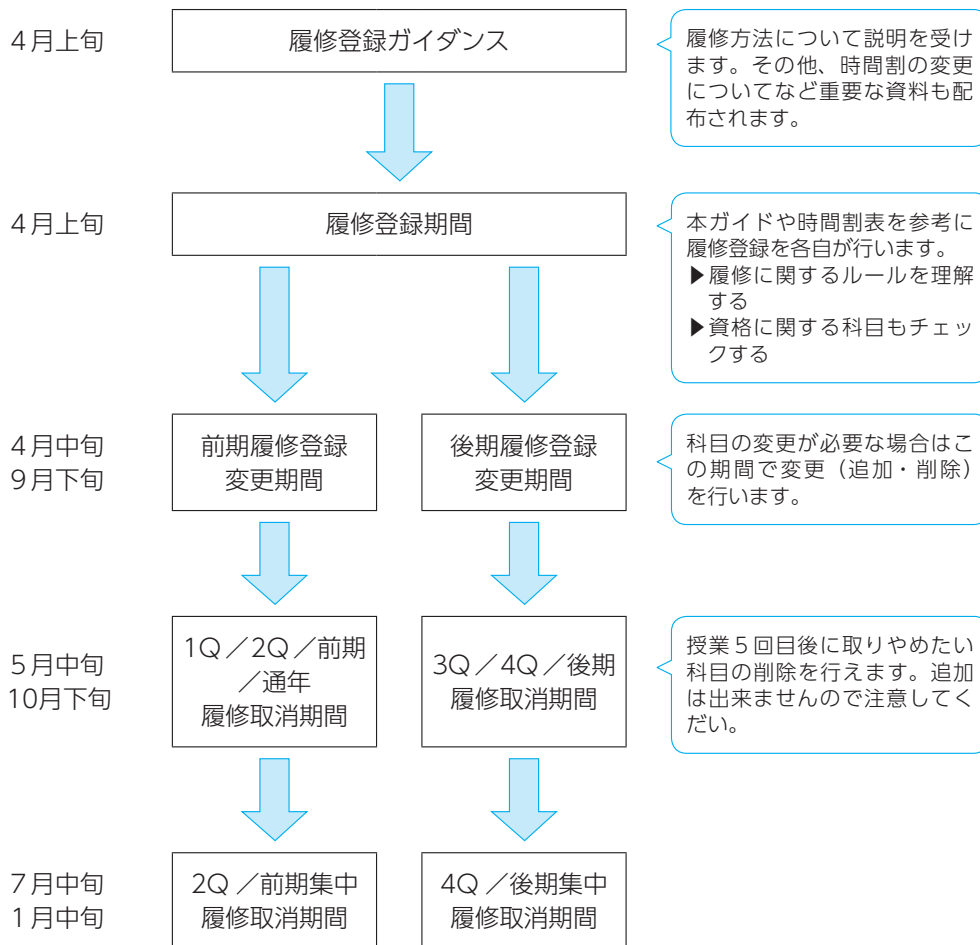 4月上旬
履修登録ガイダンス
履修方法について説明を受け
ます。その他、時間割の変更
についてなど重要な資料も配
布されます。
4月上旬
履修登録期間
本ガイドや時間割表を参考に
履修登録を各自が行います。
▶履修に関するルールを理解
する
▶資格に関する科目もチェッ
クする
4月中旬
9月下旬
前期履修登録
変更期間
後期履修登録
変更期間
科目の変更が必要な場合はこ
の期間で変更（追加・削除）
を行います。
5月中旬
10月下旬
1Q／2Q／前期
／通年
履修取消期間
3Q／4Q／後期
履修取消期間
授業5回目後に取りやめたい
科目の削除を行えます。追加
は出来ませんので注意してく
だい。
7月中旬
1月中旬
2Q／前期集中
履修取消期間
4Q／後期集中
履修取消期間